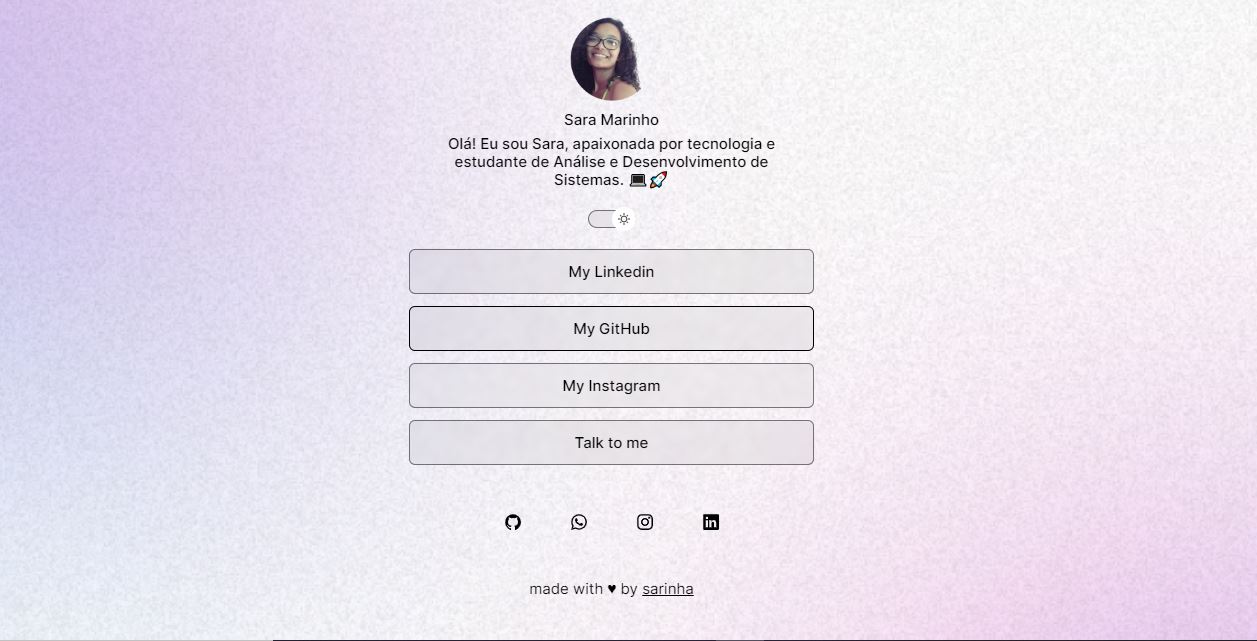 Sara Marinho
Olá! Eu sou Sara, apaixonada por tecnologia e
estudante de Análise e Desenvolvimento de
Sistemas. 💻🚀
My Linkedin
My GitHub
My Instagram
Talk to me
made with ♥ by sarinha